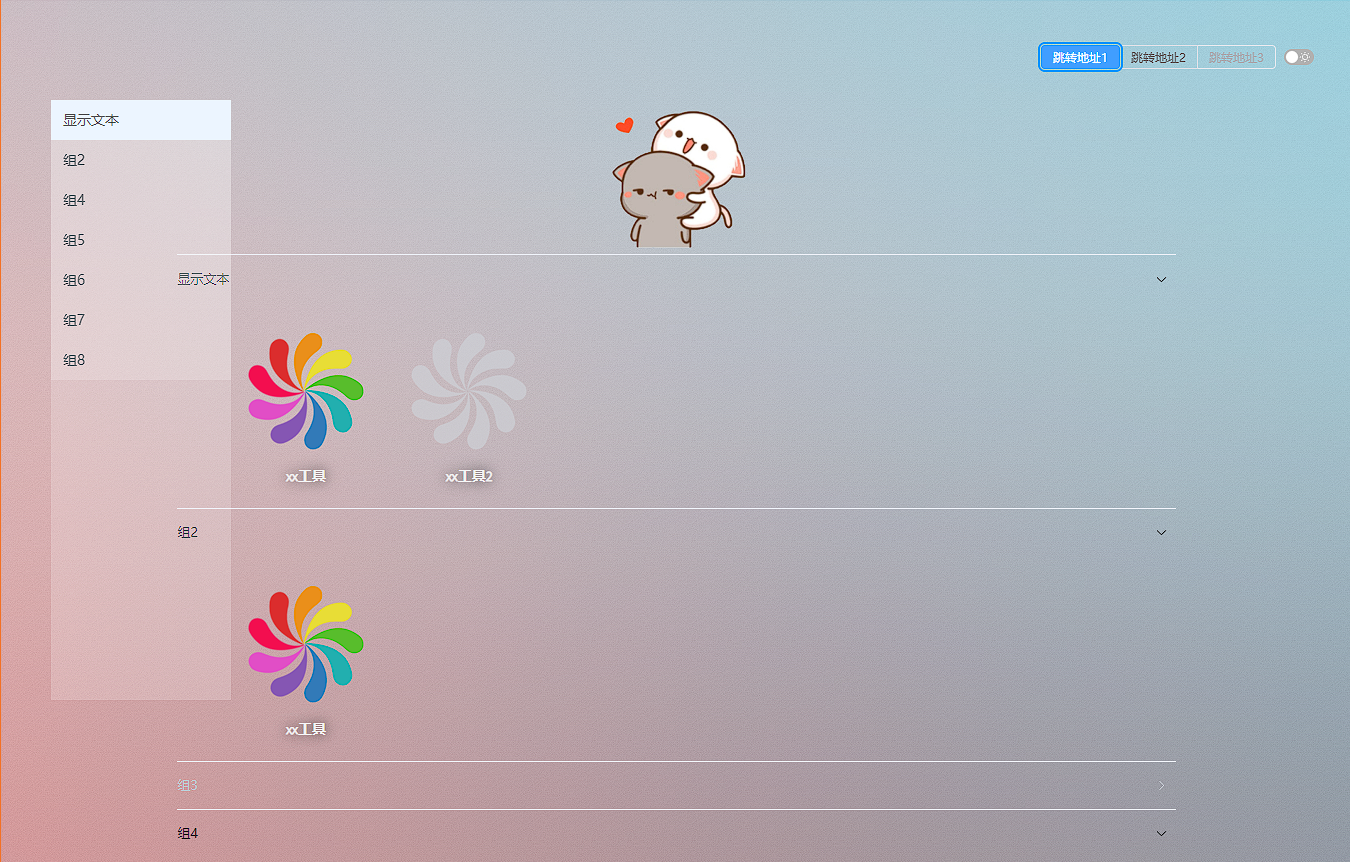 跳转地址1 跳转地址2 跳转地址3
显示文本
组2
组4
组5
组6
组7
组8
显示文本
xx工具 xx工具2
组2
xx工具
组3
组4